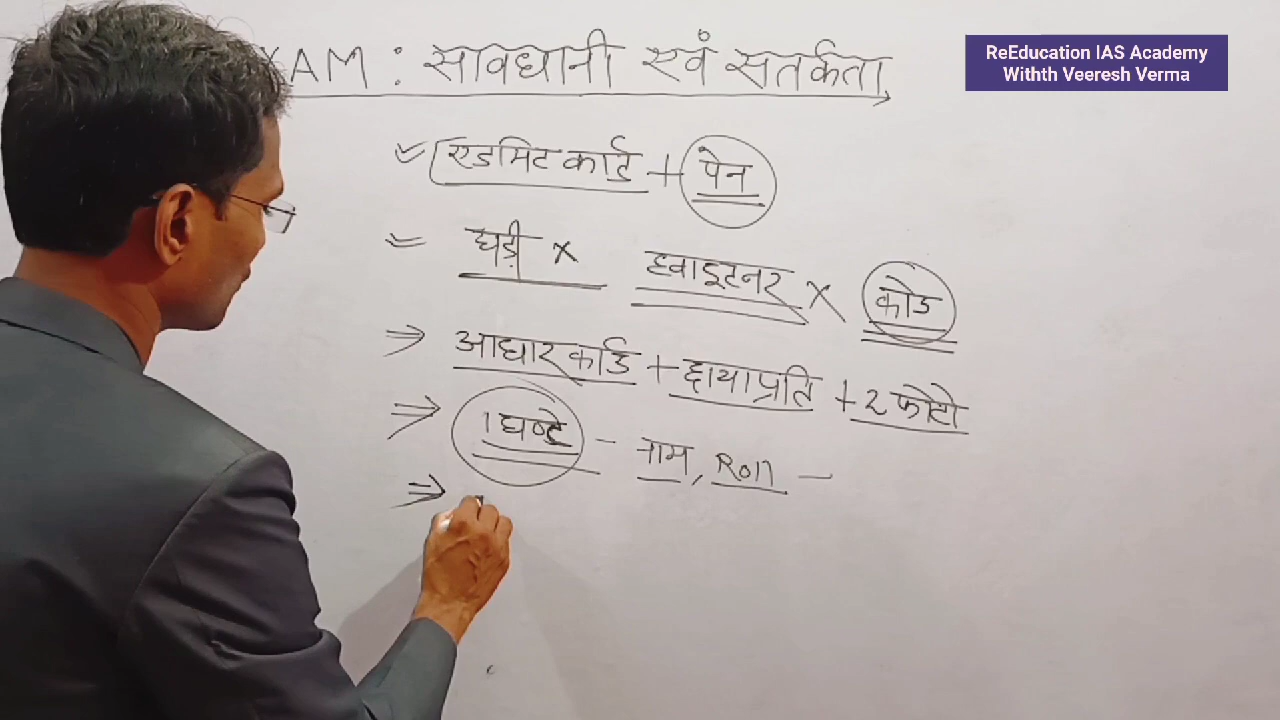 XAM : सावधानी एवं सतर्कता,
ReEducation IAS Academy
Withth Veeresh Verma
एडमिट कार्ड + पेन
घड़ी × ह्वाइटनर × कोड
⇒ आधार कार्ड + छायाप्रति + 2 फोटो
⇒ 1 घण्टे - नाम, Roll -
⇒